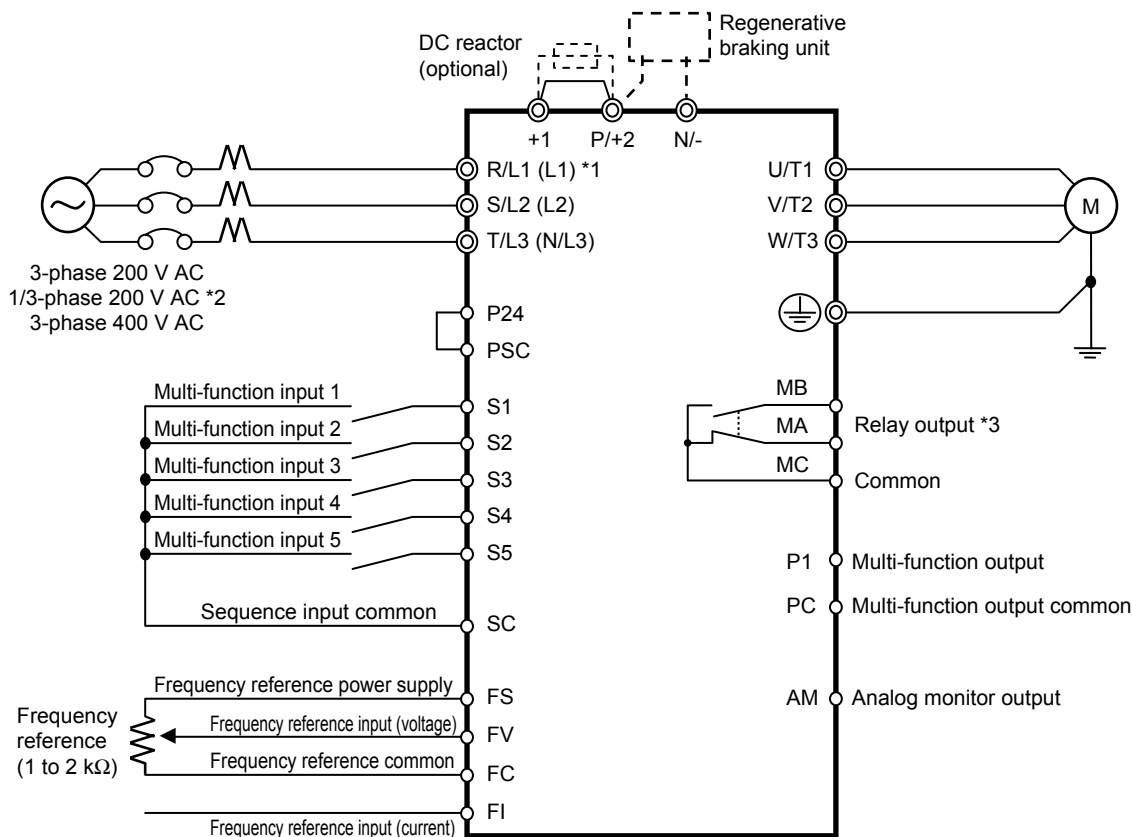 DC reactor
(optional)
Regenerative
braking unit
+1
P/+2
N/-
R/L1 (L1) *1
S/L2 (L2)
T/L3 (N/L3)
U/T1
V/T2
W/T3
M
3-phase 200 V AC
1/3-phase 200 V AC *2
3-phase 400 V AC
P24
PSC
Multi-function input 1
S1
Multi-function input 2
S2
Multi-function input 3
S3
Multi-function input 4
S4
Multi-function input 5
S5
Sequence input common
SC
MB
MA
Relay output *3
MC
Common
P1
Multi-function output
PC
Multi-function output common
Frequency reference power supply
FS
AM
Analog monitor output
Frequency
reference
(1 to 2 kΩ)
Frequency reference input (voltage)
FV
Frequency reference common
FC
FI
Frequency reference input (current)